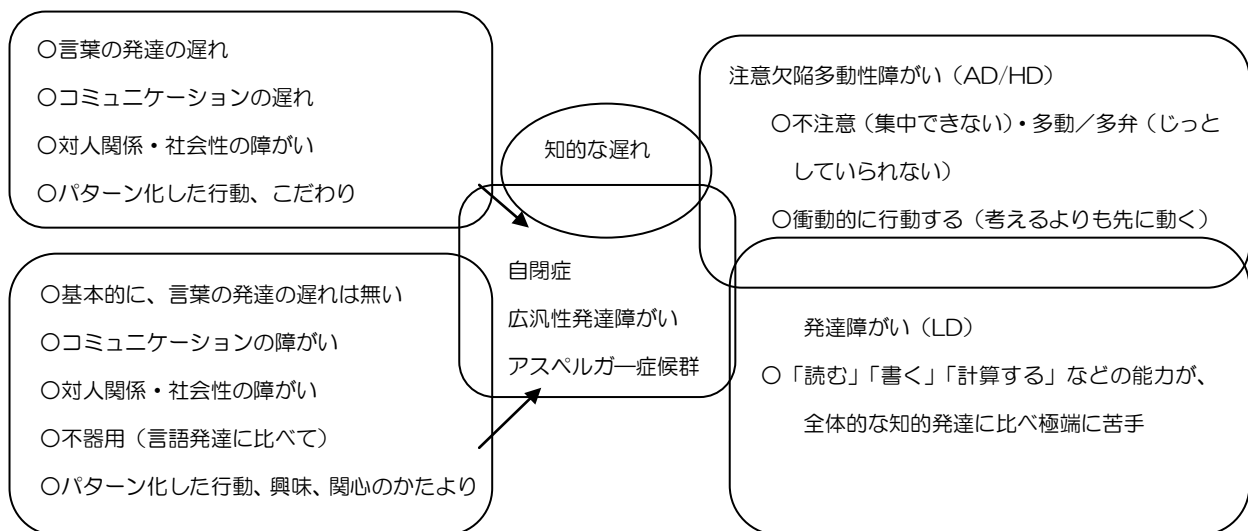 〇言葉の発達の遅れ
〇コミュニケーションの遅れ
〇対人関係・社会性の障がい
〇パターン化した行動、こだわり
知的な遅れ
注意欠陥多動性障がい（AD/HD）
〇不注意（集中できない）・多動／多弁（じっと
していられない）
〇衝動的に行動する（考えるよりも先に動く）
自閉症
広汎性発達障がい
アスペルガ―症候群
〇基本的に、言葉の発達の遅れは無い
〇コミュニケーションの障がい
〇対人関係・社会性の障がい
〇不器用（言語発達に比べて）
〇パターン化した行動、興味、関心のかたより
発達障がい（LD）
〇「読む」「書く」「計算する」などの能力が、
全体的な知的発達に比べ極端に苦手